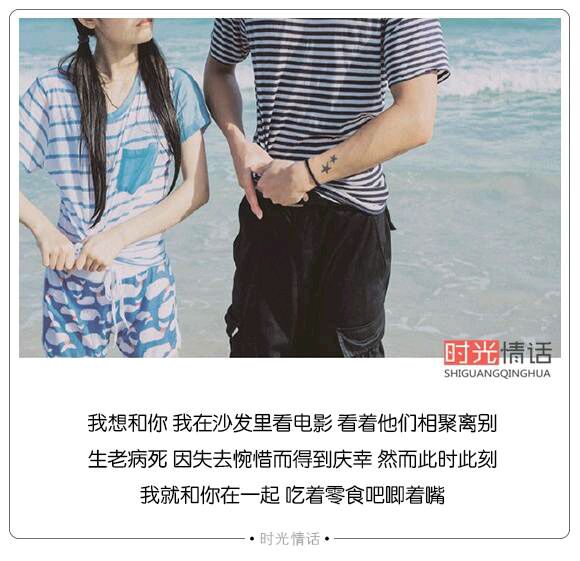 时光情话
SHIGUANGQINGHUA
我想和你 我在沙发里看电影 看着他们相聚离别
生老病死 因失去惋惜而得到庆幸 然而此时此刻
我就和你在一起 吃着零食吧唧着嘴
• 时光情话 •